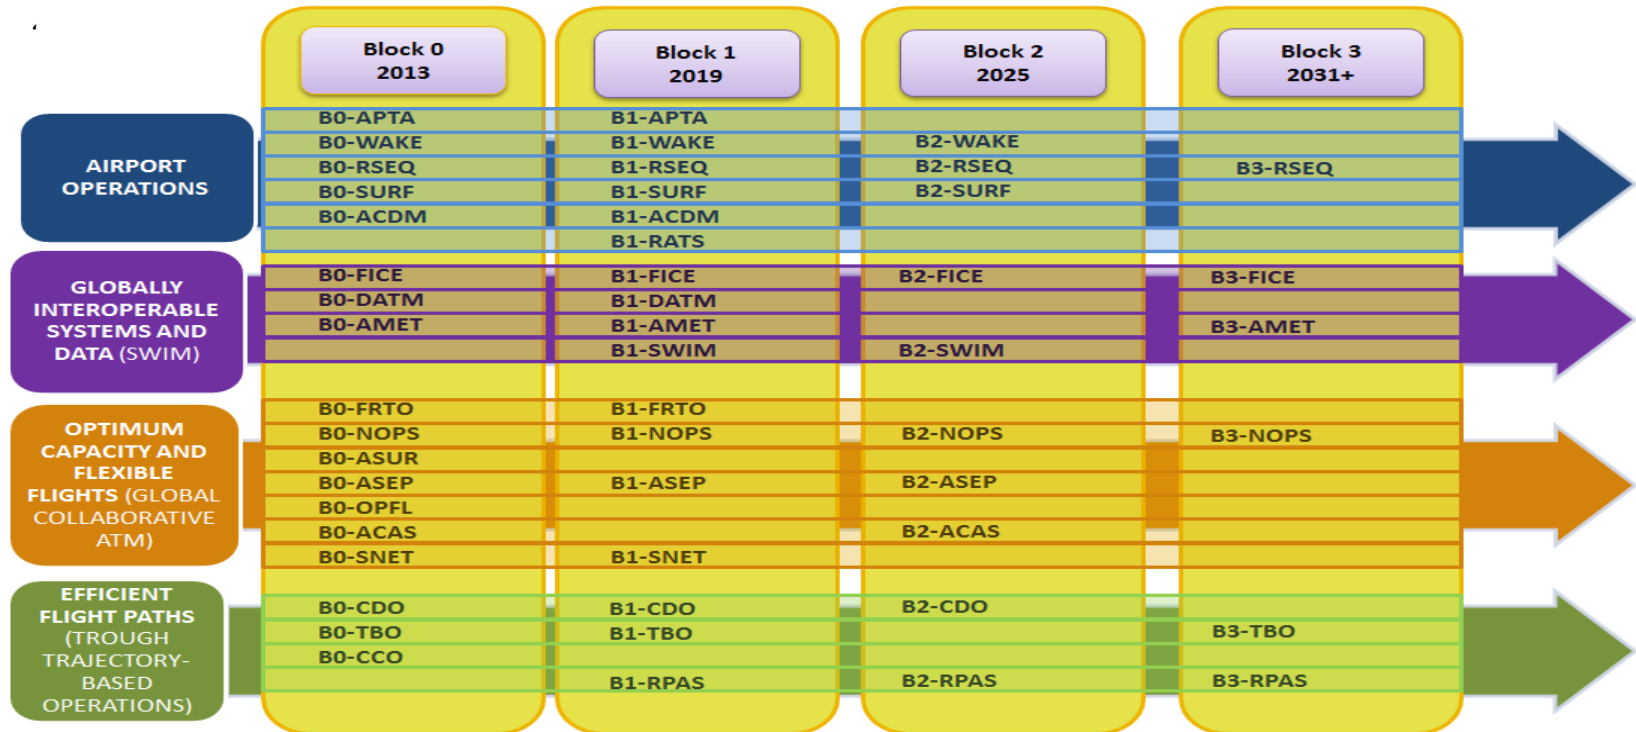 Block 0
2013
Block 1
2019
Block 2
2025
Block 3
2031+
AIRPORT
OPERATIONS
B0-APTA B1-APTA
B0-WAKE B1-WAKE B2-WAKE
B0-RSEQ B1-RSEQ B2-RSEQ B3-RSEQ
B0-SURF B1-SURF B2-SURF
B0-ACDM B1-ACDM
B1-RATS
GLOBALLY
INTEROPERABLE
SYSTEMS AND
DATA (SWIM)
B0-FICE B1-FICE B2-FICE B3-FICE
B0-DATM B1-DATM
B0-AMET B1-AMET B3-AMET
B1-SWIM B2-SWIM
OPTIMUM
CAPACITY AND
FLEXIBLE
FLIGHTS (GLOBAL
COLLABORATIVE
ATM)
B0-FRTO B1-FRTO
B0-NOPS B1-NOPS B2-NOPS B3-NOPS
B0-ASUR
B0-ASEP B1-ASEP B2-ASEP
B0-OPFL
B0-ACAS B2-ACAS
B0-SNET B1-SNET
EFFICIENT
FLIGHT PATHS
(TROUGH
TRAJECTORY-
BASED
OPERATIONS)
B0-CDO B1-CDO B2-CDO
B0-TBO B1-TBO B3-TBO
B0-CCO
B1-RPAS B2-RPAS B3-RPAS